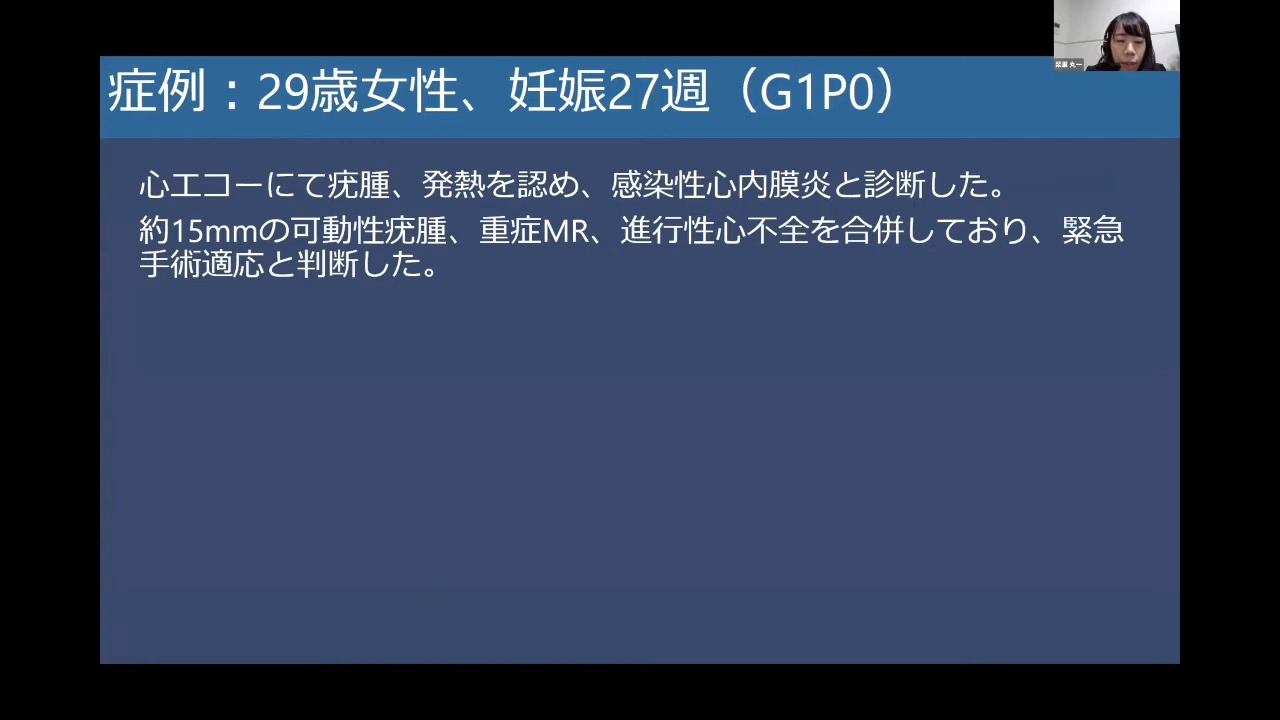 症例：29歳女性、妊娠27週（G1P0）
心エコーにて疣腫、発熱を認め、感染性心内膜炎と診断した。
約15mmの可動性疣腫、重症MR、進行性心不全を合併しており、緊急
手術適応と判断した。